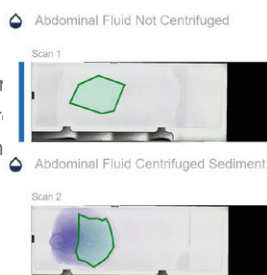 Abdominal Fluid Not Centrifuged
Scan 1
Abdominal Fluid Centrifuged Sediment
Scan 2